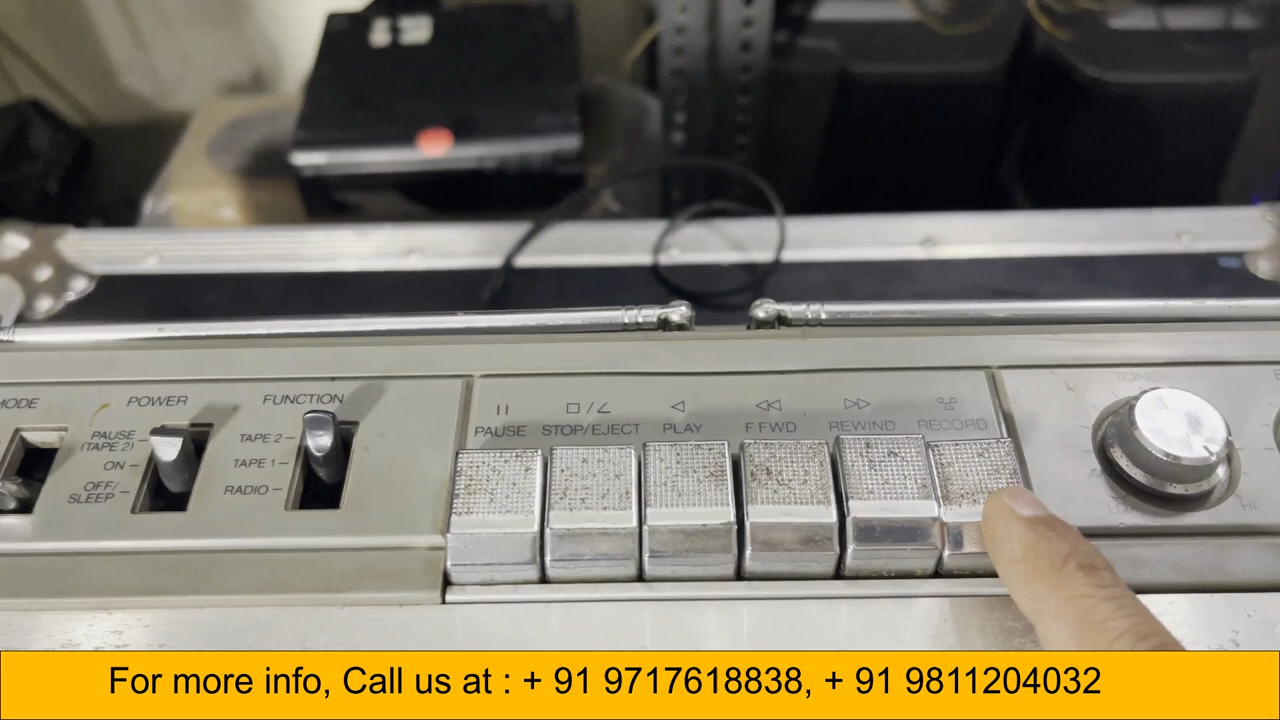 MODE
POWER
PAUSE
(TAPE 2)
ON
OFF/
SLEEP
FUNCTION
TAPE 2
TAPE 1
RADIO
PAUSE
STOP/EJECT
PLAY
F FWD
REWIND
RECORD
TONE
LO
HI
For more info, Call us at : + 91 9717618838, + 91 9811204032